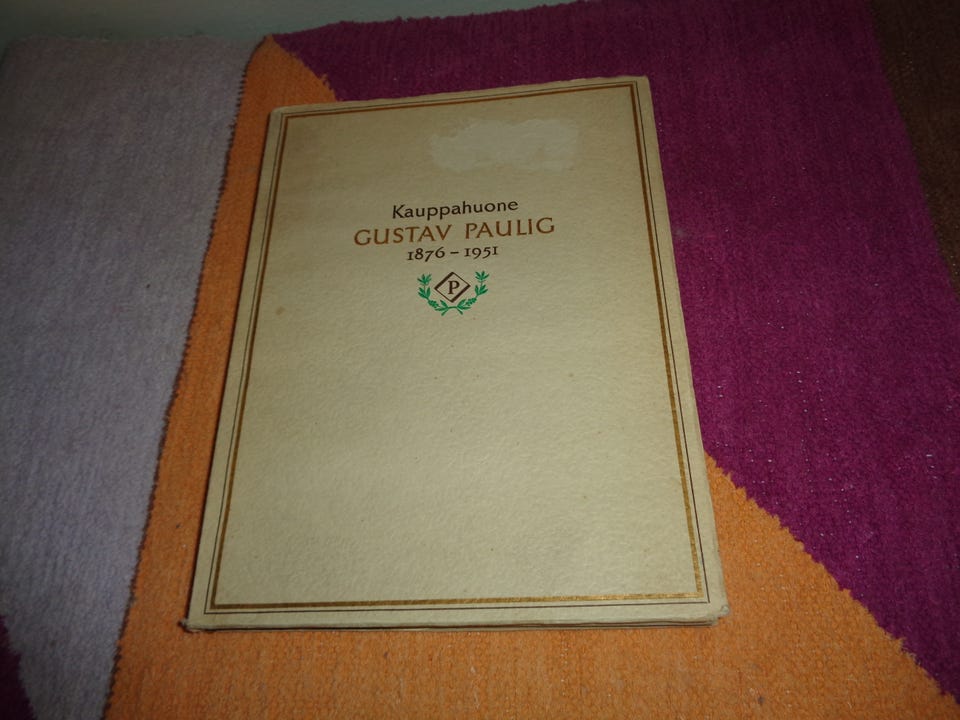 Kauppahuone
GUSTAV PAULIG
1876 – 1951
P